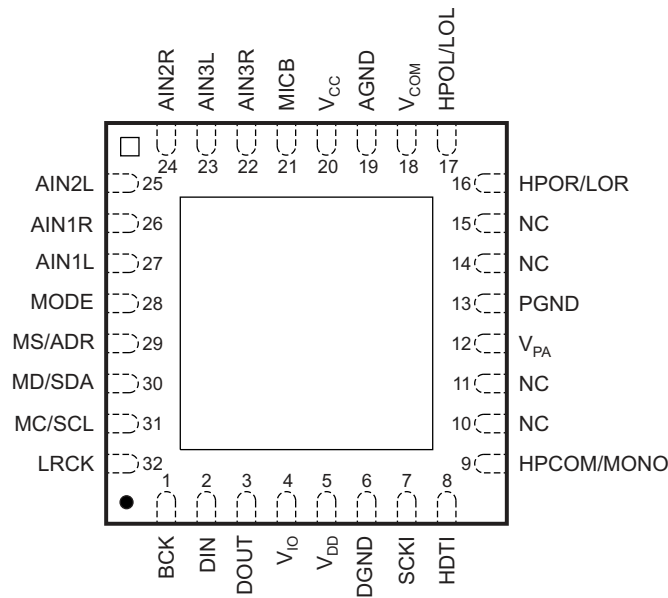 AIN2R
AIN3L
AIN3R
MICB
VCC
AGND
VCOM
HPOL/LOL
24 23 22 21 20 19 18 17
AIN2L 25 16 HPOR/LOR
AIN1R 26 15 NC
AIN1L 27 14 NC
MODE 28 13 PGND
MS/ADR 29 12 VPA
MD/SDA 30 11 NC
MC/SCL 31 10 NC
LRCK 32 9 HPCOM/MONO
1 2 3 4 5 6 7 8
BCK
DIN
DOUT
VIO
VDD
DGND
SCKI
HDTI